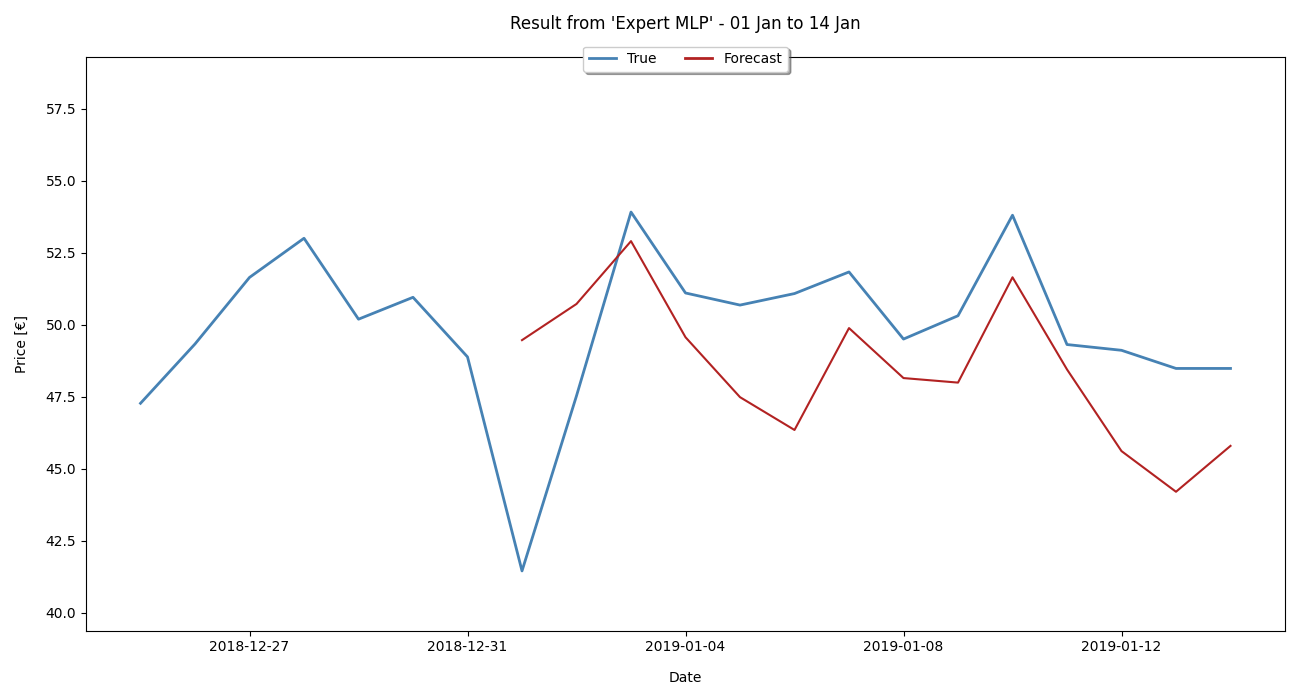 Result from 'Expert MLP' - 01 Jan to 14 Jan
True Forecast
57.5
55.0
52.5
50.0
47.5
45.0
42.5
40.0
Price [€]
2018-12-27 2018-12-31 2019-01-04 2019-01-08 2019-01-12
Date